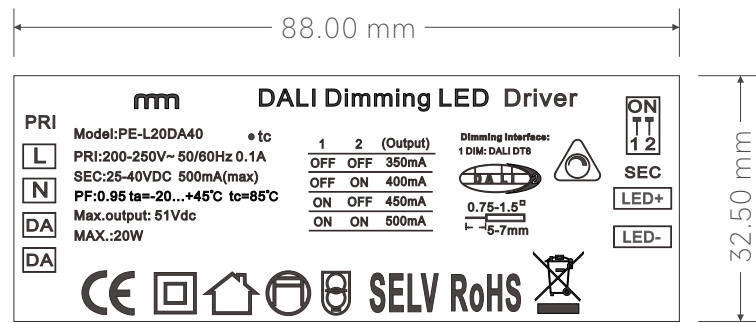 88.00 mm
mm
DALI Dimming LED Driver
PRI
L
N
DA
DA
Model:PE-L20DA40
•tc
PRI:200-250V~ 50/60Hz 0.1A
SEC:25-40VDC 500mA(max)
PF:0.95 ta=-20...+45℃ tc=85℃
Max.output: 51Vdc
MAX.:20W
1 2 (Output)
OFF OFF 350mA
OFF ON 400mA
ON OFF 450mA
ON ON 500mA
Dimming Interface:
1 DIM: DALI DT6
DALI 2
0.75-1.5
5-7mm
ON
1 2
SEC
LED+
LED-
CE
SELV RoHS
32.50 mm